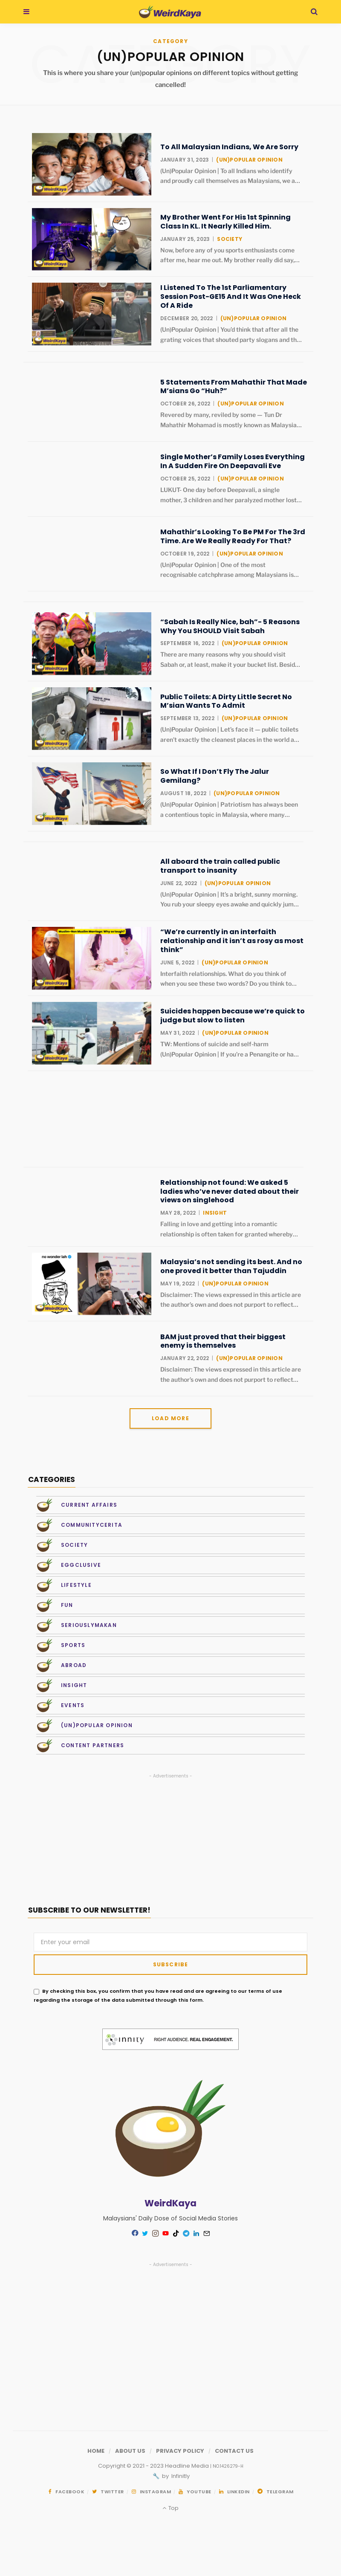 WeirdKaya
CATEGORY
(UN)POPULAR OPINION
This is where you share your (un)popular opinions on different topics without getting
cancelled!
To All Malaysian Indians, We Are Sorry
JANUARY 31, 2023 | (UN)POPULAR OPINION
(Un)Popular Opinion | To all Indians who identify
and proudly call themselves as Malaysians, we a...
My Brother Went For His 1st Spinning
Class In KL. It Nearly Killed Him.
JANUARY 25, 2023 | SOCIETY
Now, before any of you sports enthusiasts come
after me, hear me out. My brother really did say,...
I Listened To The 1st Parliamentary
Session Post-GE15 And It Was One Heck
Of A Ride
DECEMBER 20, 2022 | (UN)POPULAR OPINION
(Un)Popular Opinion | You'd think that after all the
grating voices that shouted party slogans and th...
5 Statements From Mahathir That Made
M'sians Go "Huh?"
OCTOBER 28, 2022 | (UN)POPULAR OPINION
Revered by many, reviled by some — Tun Dr
Mahathir Mohamad is mostly known as Malaysia...
Single Mother's Family Loses Everything
In A Sudden Fire On Deepavali Eve
OCTOBER 25, 2022 | (UN)POPULAR OPINION
LUKUT- One day before Deepavali, a single
mother, 3 children and her paralyzed mother lost...
Mahathir's Looking To Be PM For The 3rd
Time. Are We Really Ready For That?
OCTOBER 19, 2022 | (UN)POPULAR OPINION
(Un)Popular Opinion | One of the most
recognisable catchphrase among Malaysians is...
"Sabah Is Really Nice, bah"- 5 Reasons
Why You SHOULD Visit Sabah
SEPTEMBER 16, 2022 | (UN)POPULAR OPINION
There are many reasons why you should visit
Sabah or, at least, make it your bucket list. Besid...
Public Toilets: A Dirty Little Secret No
M'sian Wants To Admit
SEPTEMBER 13, 2022 | (UN)POPULAR OPINION
(Un)Popular Opinion | Let's face it — public toilets
aren't exactly the cleanest places in the world a...
So What If I Don't Fly The Jalur
Gemilang?
AUGUST 18, 2022 | (UN)POPULAR OPINION
(Un)Popular Opinion | Patriotism has always been
a contentious topic in Malaysia, where many...
All aboard the train called public
transport to insanity
JUNE 22, 2022 | (UN)POPULAR OPINION
(Un)Popular Opinion | It's a bright, sunny morning.
You rub your sleepy eyes awake and quickly jum...
"We're currently in an interfaith
relationship and it isn't as rosy as most
think"
JUNE 5, 2022 | (UN)POPULAR OPINION
Interfaith relationships. What do you think of
when you see these two words? Do you think to...
Suicides happen because we're quick to
judge but slow to listen
MAY 31, 2022 | (UN)POPULAR OPINION
TW: Mentions of suicide and self-harm
(Un)Popular Opinion | If you're a Penangite or ha...
Relationship not found: We asked 5
ladies who've never dated about their
views on singlehood
MAY 28, 2022 | INSIGHT
Falling in love and getting into a romantic
relationship is often taken for granted whereby...
no wonder lah
Malaysia's not sending its best. And no
one proved it better than Tajuddin
MAY 19, 2022 | (UN)POPULAR OPINION
Disclaimer: The views expressed in this article are
the author's own and does not purport to reflect...
BAM just proved that their biggest
enemy is themselves
JANUARY 22, 2022 | (UN)POPULAR OPINION
Disclaimer: The views expressed in this article are
the author's own and does not purport to reflect...
LOAD MORE
CATEGORIES
CURRENT AFFAIRS
COMMUNITYCERITA
SOCIETY
EGGCLUSIVE
LIFESTYLE
FUN
SERIOUSLYMAKAN
SPORTS
ABROAD
INSIGHT
EVENTS
(UN)POPULAR OPINION
CONTENT PARTNERS
- Advertisements -
SUBSCRIBE TO OUR NEWSLETTER!
Enter your email
SUBSCRIBE
By checking this box, you confirm that you have read and are agreeing to our terms of use
regarding the storage of the data submitted through this form.
innity RIGHT AUDIENCE. REAL ENGAGEMENT.
WeirdKaya
Malaysians' Daily Dose of Social Media Stories
- Advertisements -
HOME / ABOUT US / PRIVACY POLICY / CONTACT US
Copyright © 2021 - 2023 Headline Media
by Infinitly
FACEBOOK TWITTER INSTAGRAM YOUTUBE LINKEDIN TELEGRAM
Top